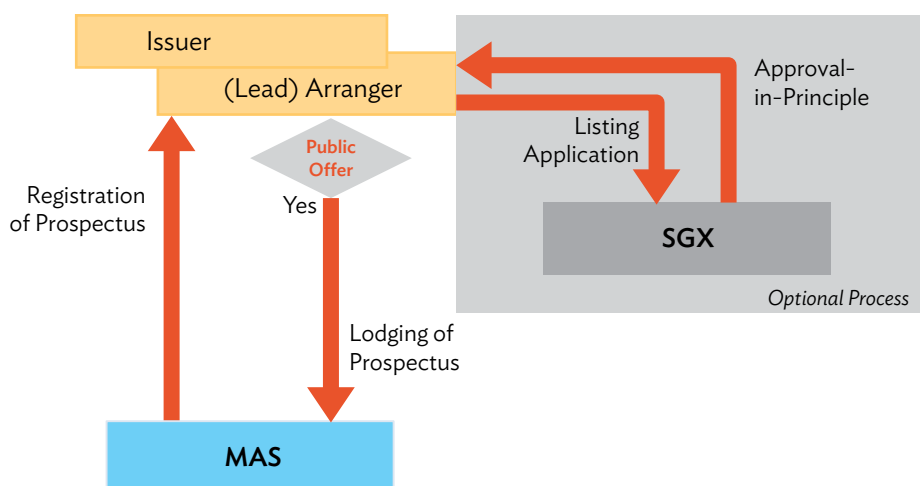 Issuer
(Lead) Arranger
Approval-
in-Principle
Listing
Application
Public
Offer
Yes
Registration
of Prospectus
SGX
Optional Process
Lodging of
Prospectus
MAS